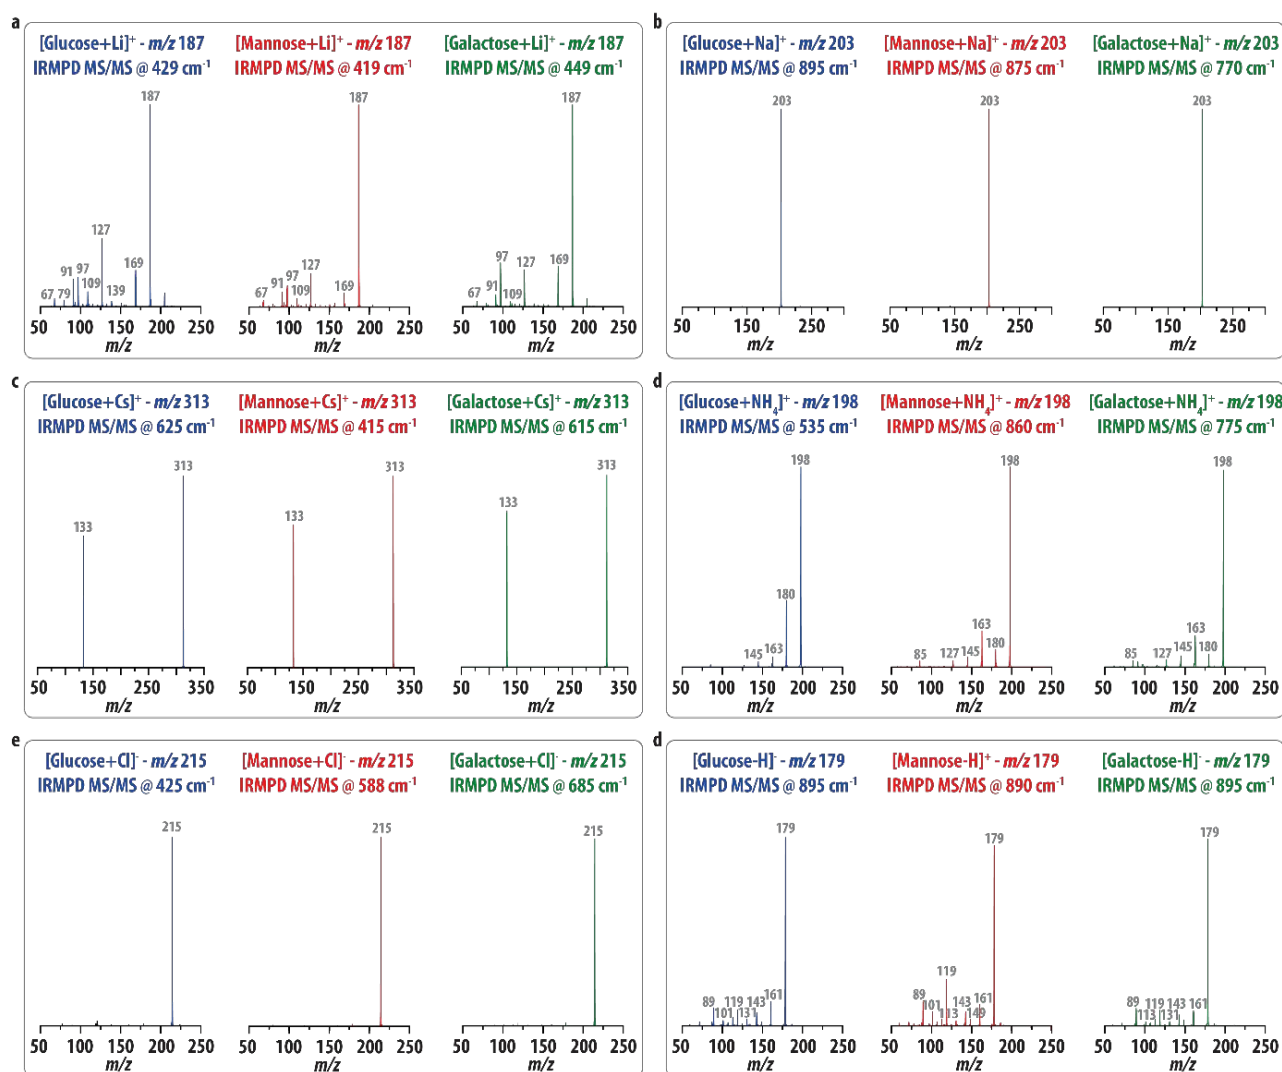 a
[Glucose+Li]⁺ - m/z 187
IRMPD MS/MS @ 429 cm⁻¹
187
127
91
97
169
109
67
79
139
50 100 150 200 250
m/z
[Mannose+Li]⁺ - m/z 187
IRMPD MS/MS @ 419 cm⁻¹
187
127
97
91
109
169
67
50 100 150 200 250
m/z
[Galactose+Li]⁺ - m/z 187
IRMPD MS/MS @ 449 cm⁻¹
187
97
127
169
91
67
109
50 100 150 200 250
m/z
b
[Glucose+Na]⁺ - m/z 203
IRMPD MS/MS @ 895 cm⁻¹
203
50 150 250
m/z
[Mannose+Na]⁺ - m/z 203
IRMPD MS/MS @ 875 cm⁻¹
203
50 150 250
m/z
[Galactose+Na]⁺ - m/z 203
IRMPD MS/MS @ 770 cm⁻¹
203
50 150 250
m/z
c
[Glucose+Cs]⁺ - m/z 313
IRMPD MS/MS @ 625 cm⁻¹
313
133
50 150 250 350
m/z
[Mannose+Cs]⁺ - m/z 313
IRMPD MS/MS @ 415 cm⁻¹
313
133
50 150 250 350
m/z
[Galactose+Cs]⁺ - m/z 313
IRMPD MS/MS @ 615 cm⁻¹
313
133
50 150 250 350
m/z
d
[Glucose+NH₄]⁺ - m/z 198
IRMPD MS/MS @ 535 cm⁻¹
198
180
163
145
50 100 150 200 250
m/z
[Mannose+NH₄]⁺ - m/z 198
IRMPD MS/MS @ 860 cm⁻¹
198
163
145
180
127
85
50 100 150 200 250
m/z
[Galactose+NH₄]⁺ - m/z 198
IRMPD MS/MS @ 775 cm⁻¹
198
163
145
180
127
85
50 100 150 200 250
m/z
e
[Glucose+Cl]⁻ - m/z 215
IRMPD MS/MS @ 425 cm⁻¹
215
50 100 150 200 250
m/z
[Mannose+Cl]⁻ - m/z 215
IRMPD MS/MS @ 588 cm⁻¹
215
50 100 150 200 250
m/z
[Galactose+Cl]⁻ - m/z 215
IRMPD MS/MS @ 685 cm⁻¹
215
50 100 150 200 250
m/z
d
[Glucose-H]⁻ - m/z 179
IRMPD MS/MS @ 895 cm⁻¹
179
89
119
143
161
101
131
50 100 150 200 250
m/z
[Mannose-H]⁺ - m/z 179
IRMPD MS/MS @ 890 cm⁻¹
179
119
89
101
143
161
113
149
50 100 150 200 250
m/z
[Galactose-H]⁻ - m/z 179
IRMPD MS/MS @ 895 cm⁻¹
179
89
119
143
161
113
131
50 100 150 200 250
m/z